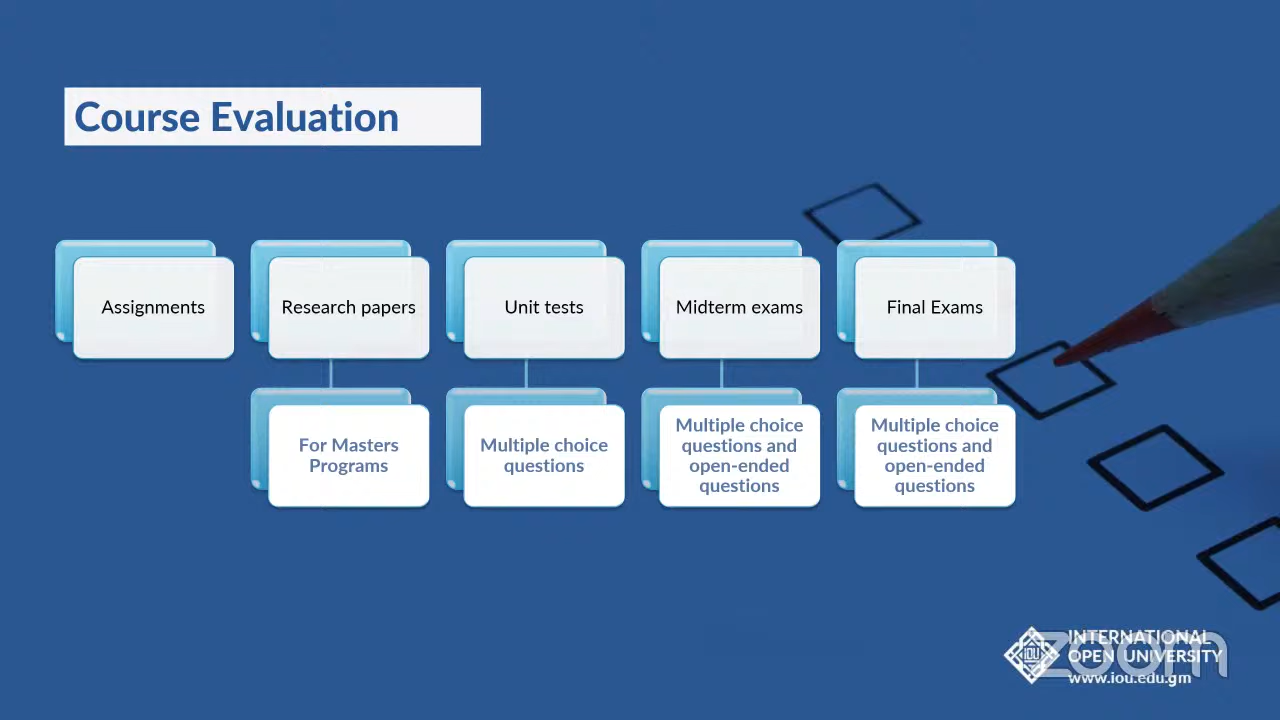 Course Evaluation
Assignments
Research papers
Unit tests
Midterm exams
Final Exams
For Masters
Programs
Multiple choice
questions
Multiple choice
questions and
open-ended
questions
Multiple choice
questions and
open-ended
questions
IOU
INTERNATIONAL
OPEN UNIVERSITY
www.iou.edu.gm
zoom